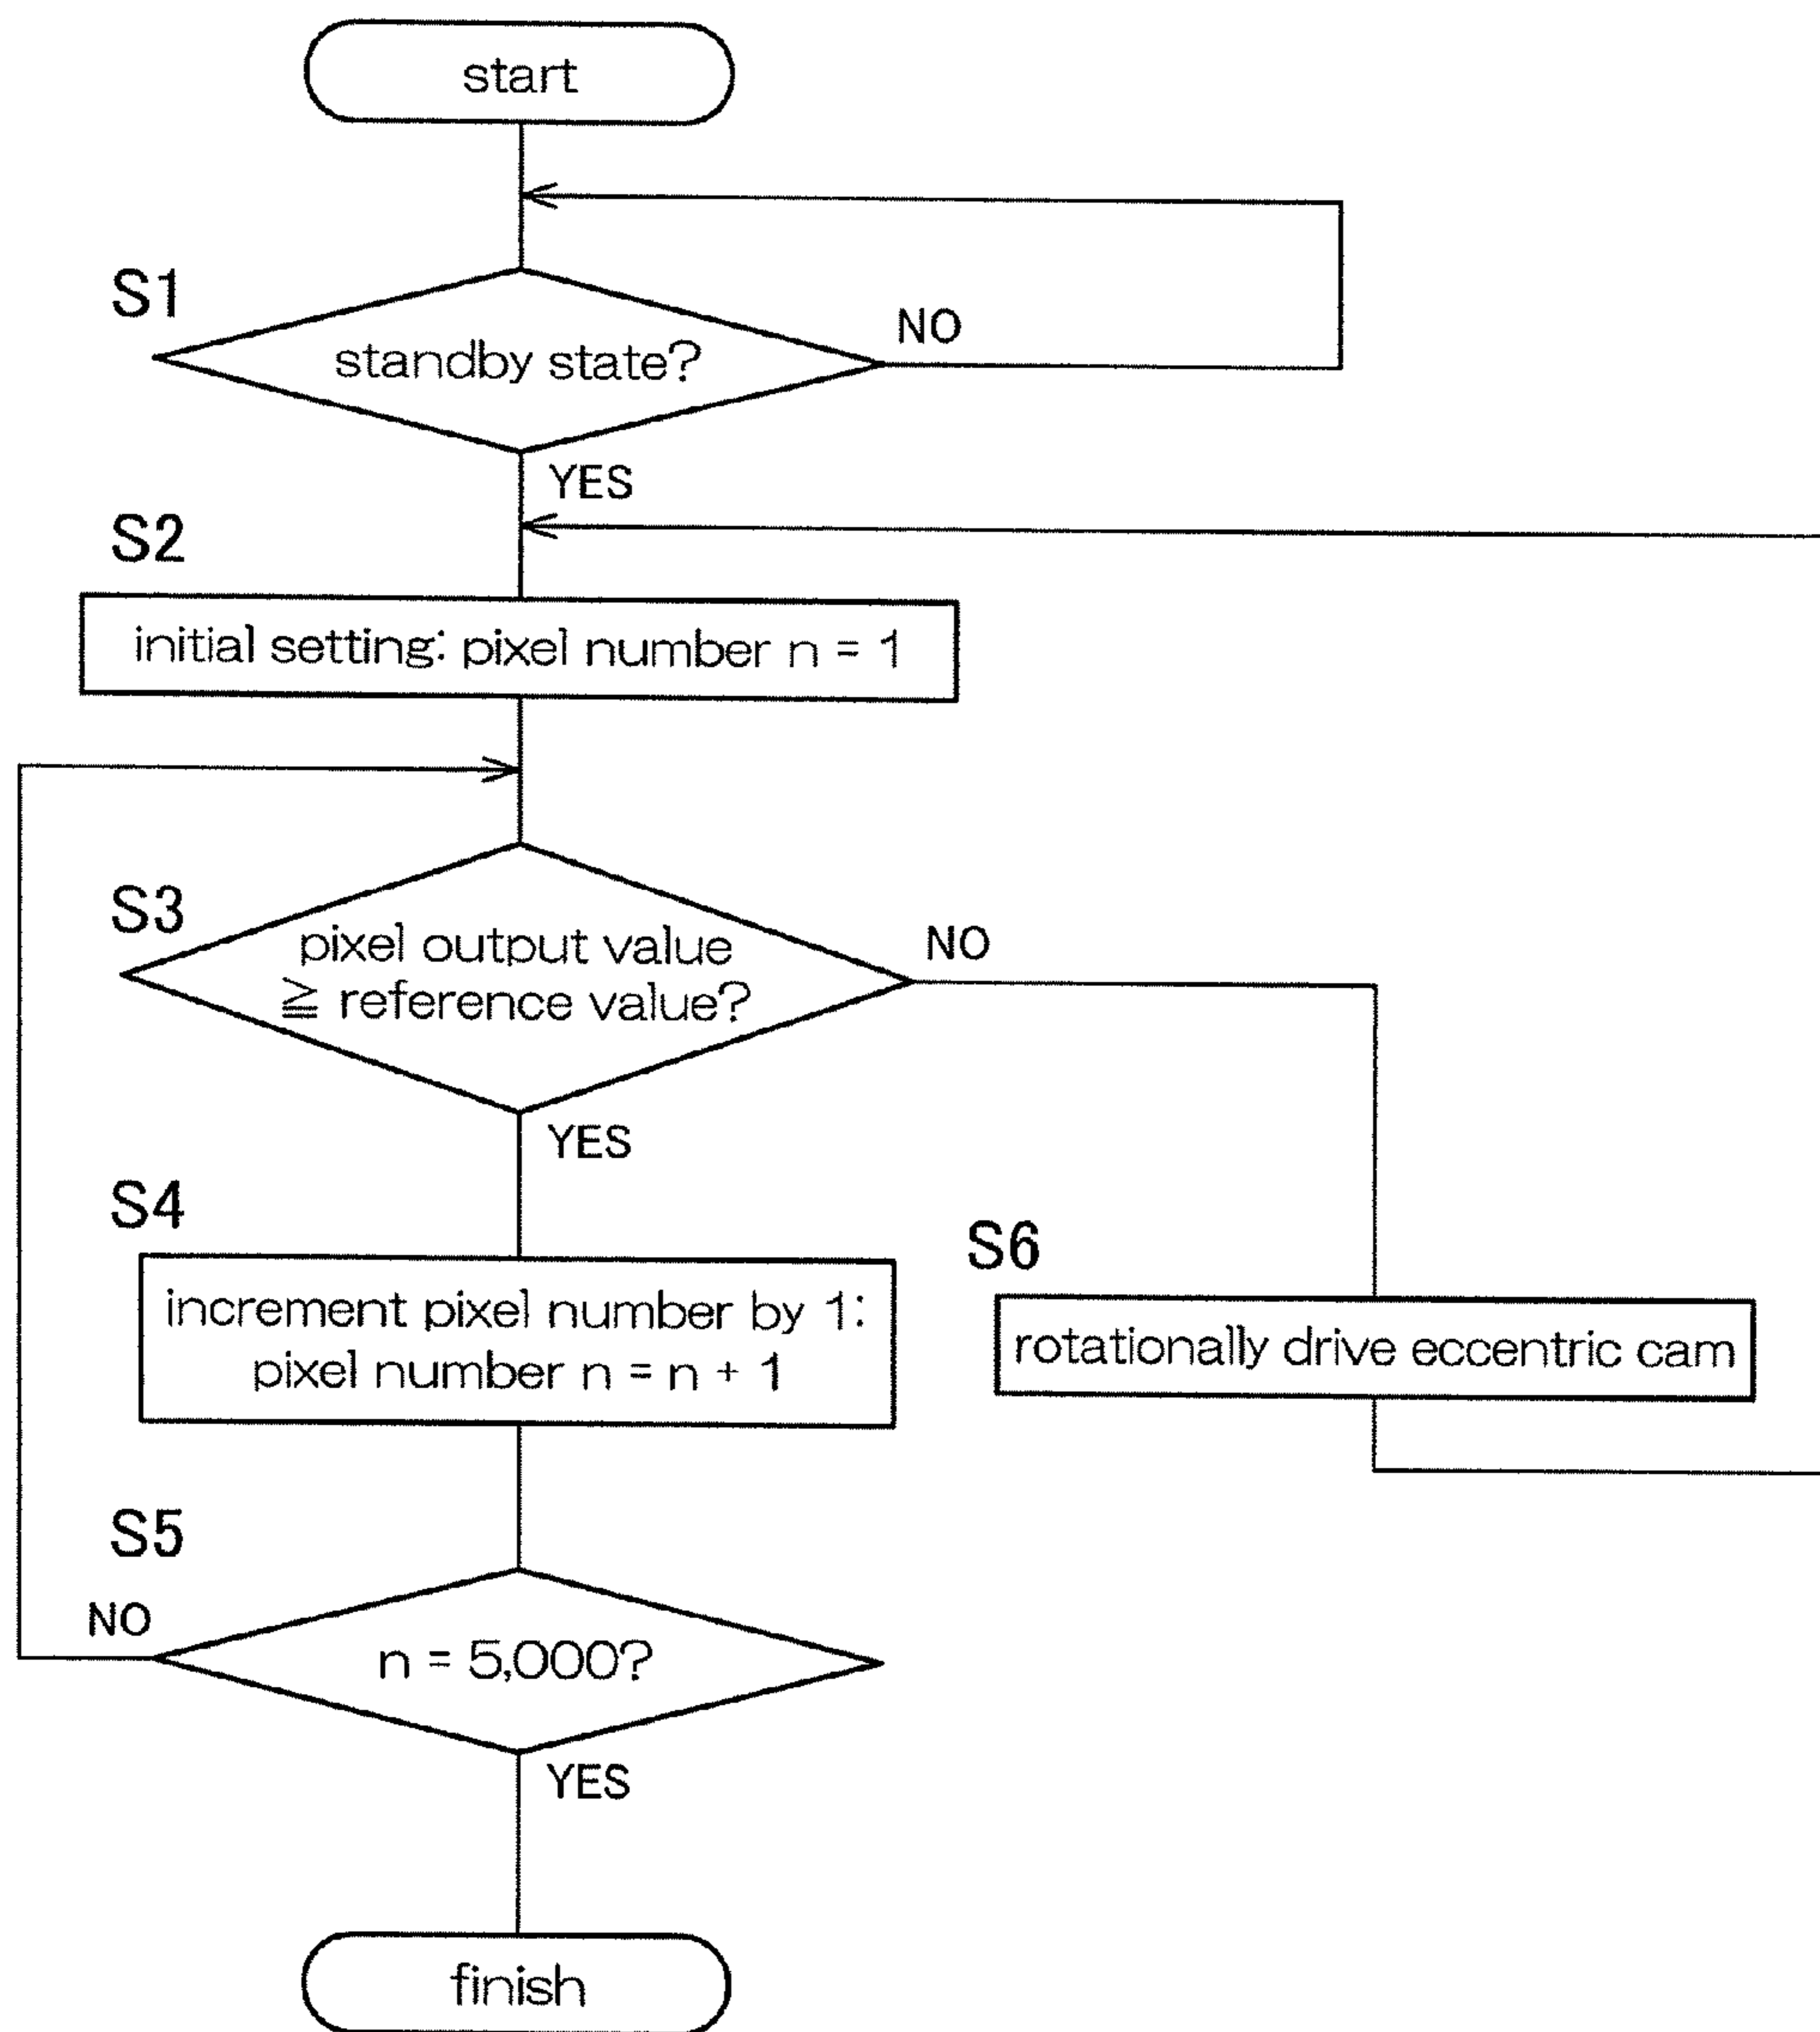 start
S1
standby state?
NO
YES
S2
initial setting: pixel number n = 1
S3
pixel output value
≧ reference value?
NO
YES
S4
increment pixel number by 1:
pixel number n = n + 1
S6
rotationally drive eccentric cam
S5
NO
n = 5,000?
YES
finish